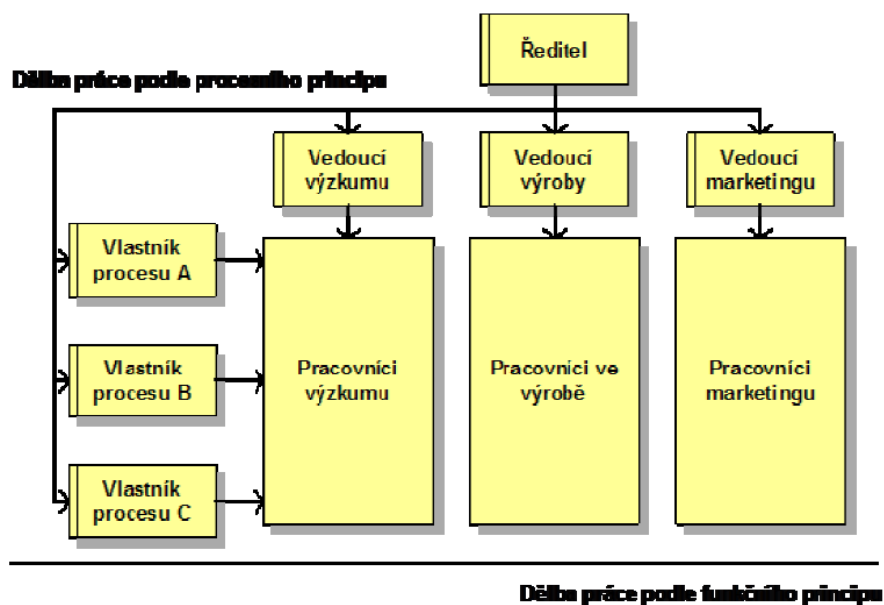 Ředitel
Dělba práce podle procesního principu
Vedoucí
výzkumu
Vedoucí
výroby
Vedoucí
marketingu
Vlastník
procesu A
Vlastník
procesu B
Vlastník
procesu C
Pracovníci
výzkumu
Pracovníci ve
výrobě
Pracovníci
marketingu
Dělba práce podle funkčního principu